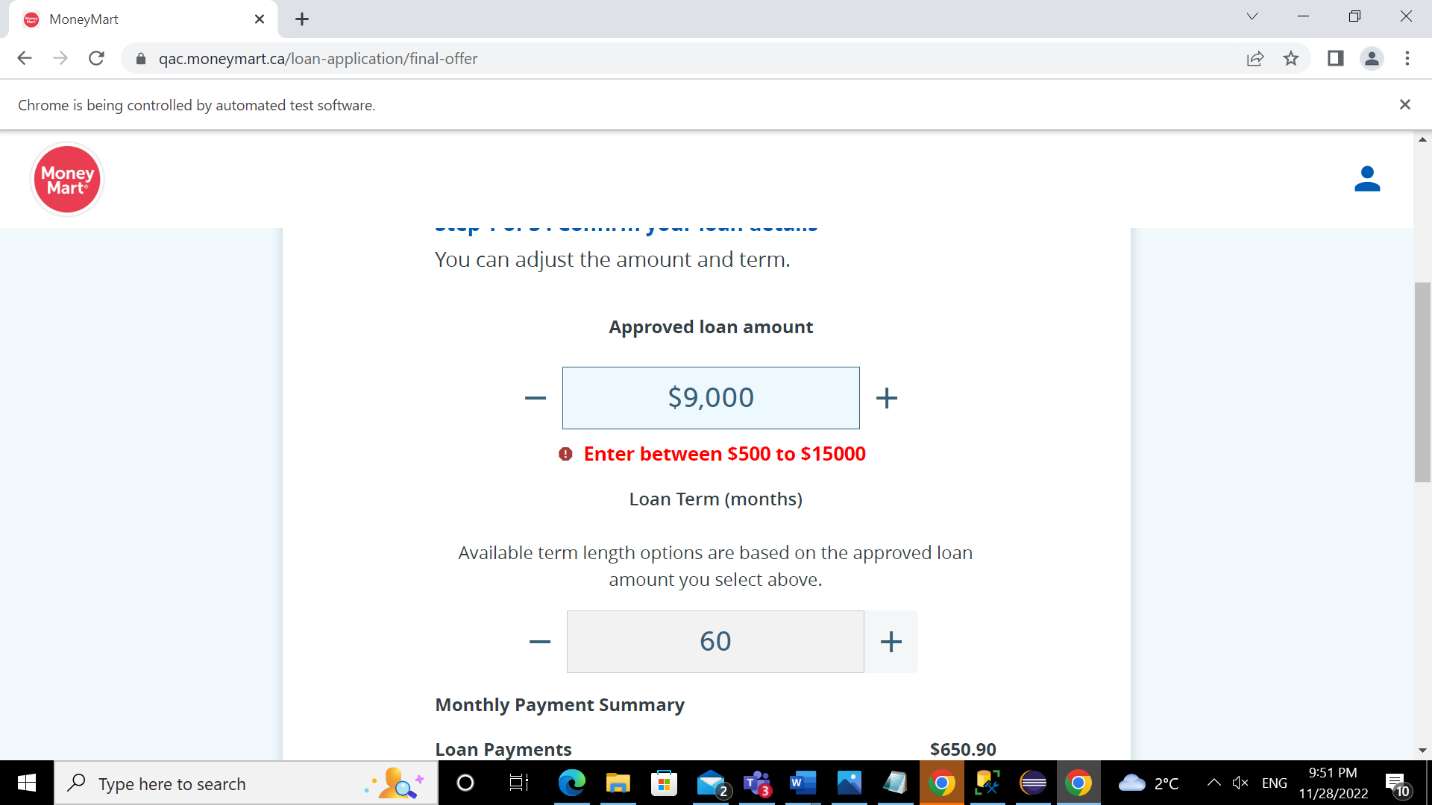 MoneyMart
qac.moneymart.ca/loan-application/final-offer
Chrome is being controlled by automated test software.
Money
Mart
You can adjust the amount and term.
Approved loan amount
− $9,000 +
Enter between $500 to $15000
Loan Term (months)
Available term length options are based on the approved loan
amount you select above.
− 60 +
Monthly Payment Summary
Loan Payments $650.90
Type here to search
2
3
2°C
ENG
9:51 PM
11/28/2022
10